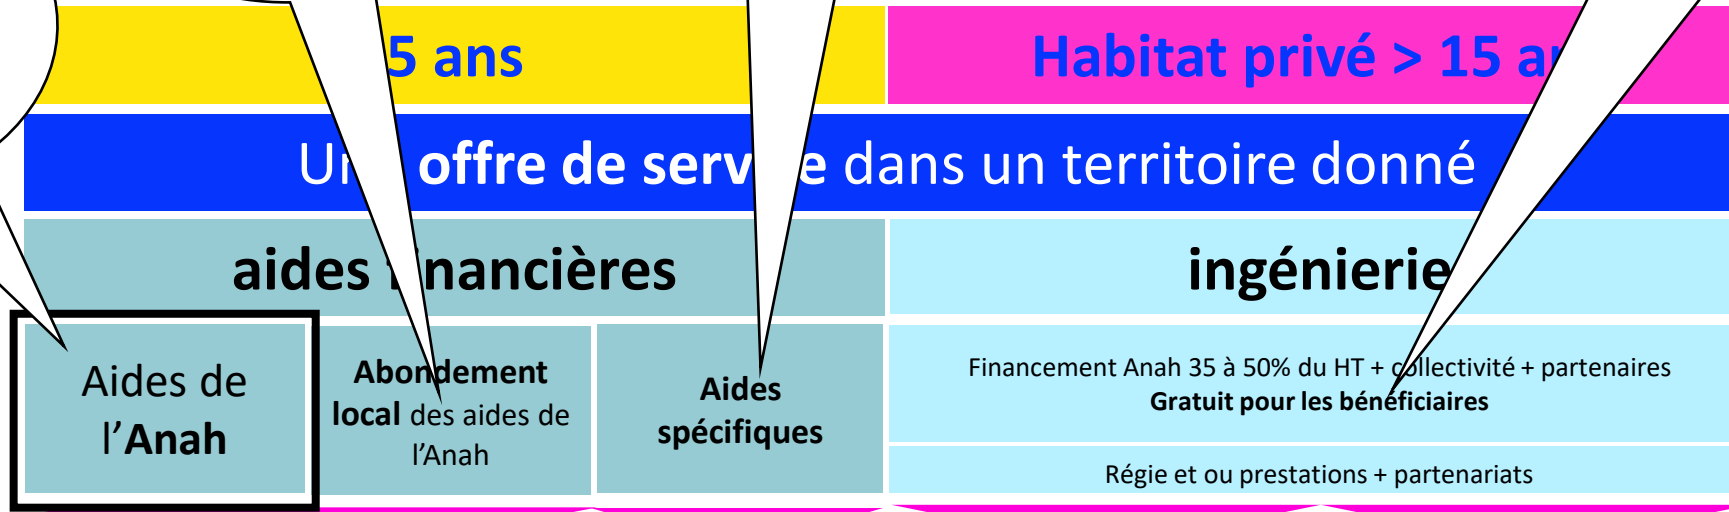 5 ans
Habitat privé > 15
offre de dans un territoire donné
aides financières
ingénierie
Aides de
l’Anah
Abondement
local des aides de
l’Anah
Aides
spécifiques
Financement Anah 35 à 50% du HT + collectivité + partenaires
Gratuit pour les bénéficiaires
Régie et ou prestations + partenariats